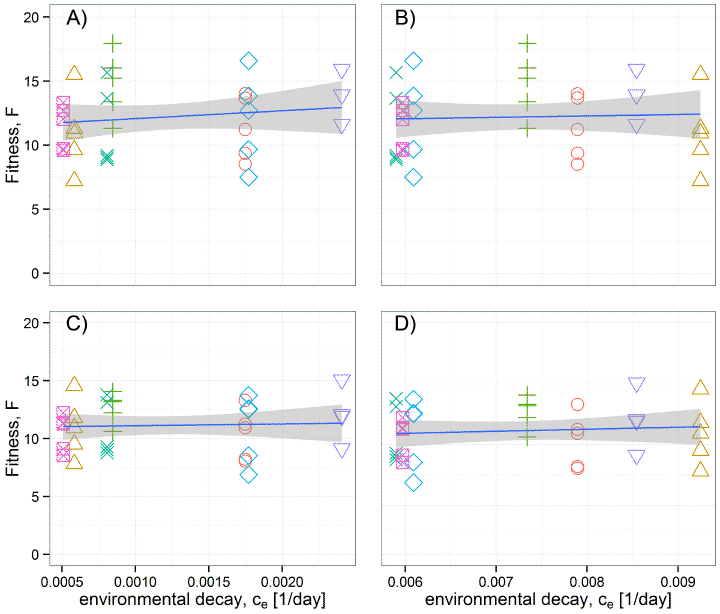 A)
B)
20
15
10
5
0
Fitness, F
C)
D)
20
15
10
5
0
Fitness, F
0.0005 0.0010 0.0015 0.0020
0.006 0.007 0.008 0.009
environmental decay, ce [1/day]
environmental decay, ce [1/day]